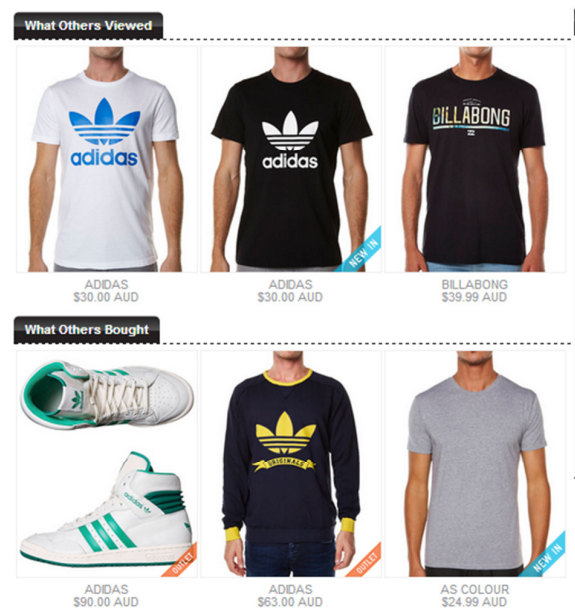 What Others Viewed
adidas
adidas
BILLABONG
NEW IN
ADIDAS
$30.00 AUD
ADIDAS
$30.00 AUD
BILLABONG
$39.99 AUD
What Others Bought
adidas
ORIGINALS
OUTLET
OUTLET
NEW IN
ADIDAS
$90.00 AUD
ADIDAS
$63.00 AUD
AS COLOUR
$24.99 AUD